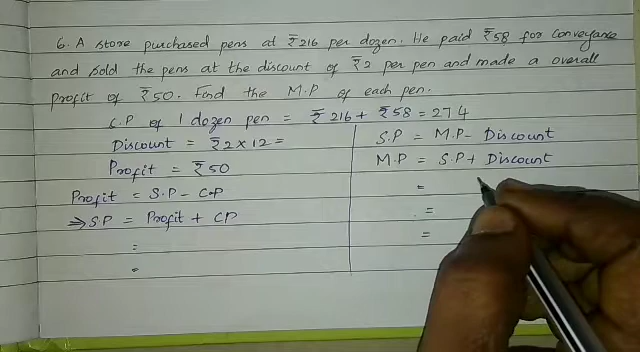 6. A store purchased pens at ₹216 per dozen. He paid ₹58 for conveyance
and sold the pens at the discount of ₹2 per pen and made a overall
profit of ₹50. Find the M.P of each pen.
C.P of 1 dozen pen = ₹216 + ₹58 = 274
Discount = ₹2 x 12 =
Profit = ₹50
Profit = S.P - C.P
⇒ S.P = Profit + CP
=
=
S.P = M.P - Discount
M.P = S.P + Discount
=
=
=